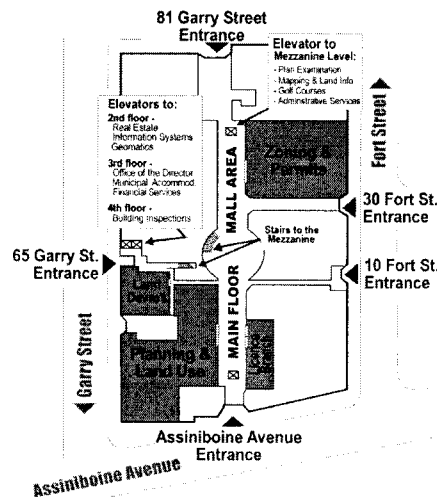 81 Garry Street
Entrance
Elevator to
Mezzanine Level:
- Plan Examination
- Mapping & Land Info
- Golf Courses
- Adminstrative Services
Elevators to:
2nd floor -
Real Estate
Information Systems
Geomatics
3rd floor -
Office of the Director
Municipal Accommod.
Financial Services
4th floor -
Building Inspections
Fort Street
Zoning &
Permits
MALL AREA
30 Fort St.
Entrance
Stairs to the
Mezzanine
65 Garry St.
Entrance
10 Fort St.
Entrance
Land
MAIN FLOOR
Planning &
Land Use
Garry Street
Assiniboine Avenue
Entrance
Assiniboine Avenue